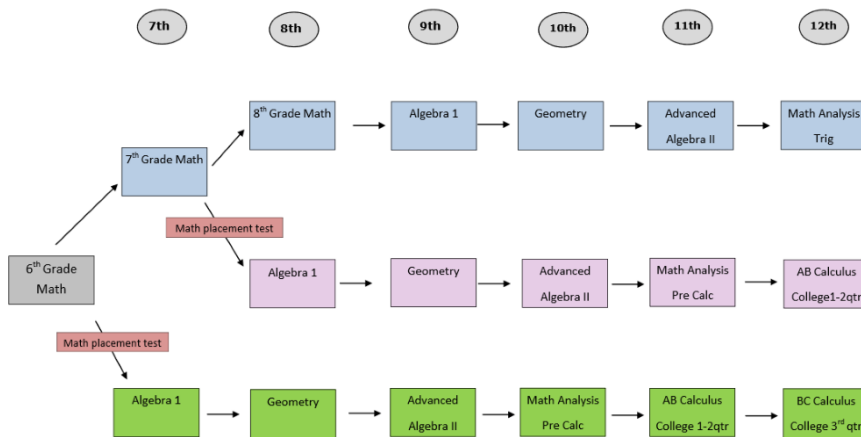 7th
8th
9th
10th
11th
12th
8th Grade Math
Algebra 1
Geometry
Advanced
Algebra II
Math Analysis
Trig
7th Grade Math
Math placement test
6th Grade
Math
Algebra 1
Geometry
Advanced
Algebra II
Math Analysis
Pre Calc
AB Calculus
College1-2qtr
Math placement test
Algebra 1
Geometry
Advanced
Algebra II
Math Analysis
Pre Calc
AB Calculus
College 1-2qtr
BC Calculus
College 3rd qtr